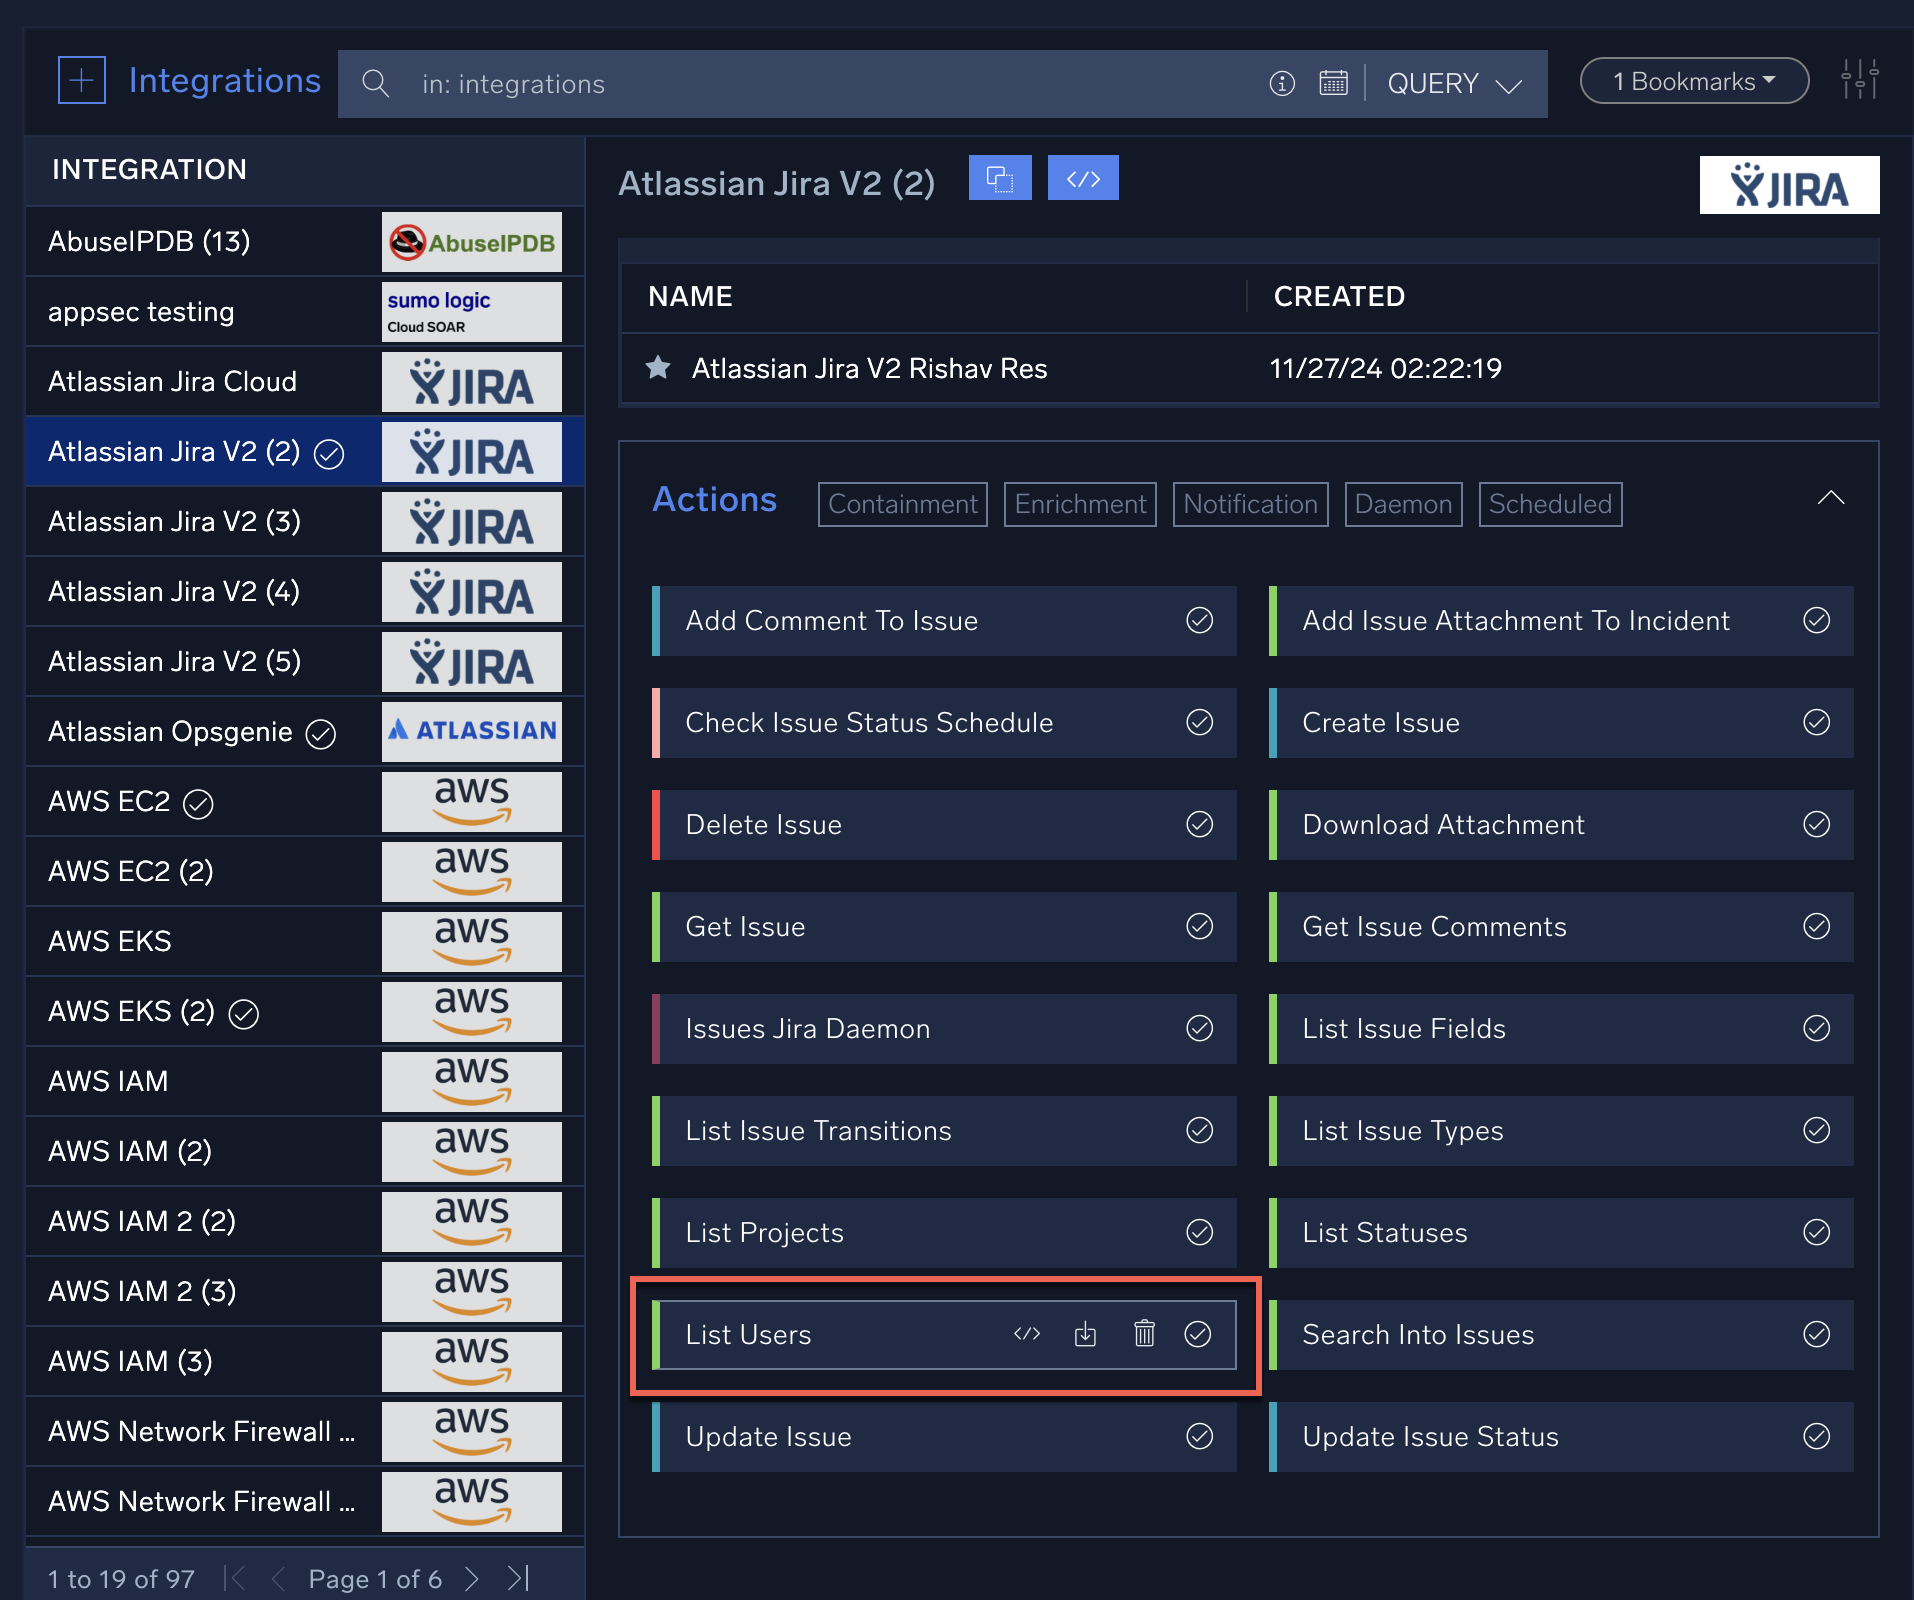 Integrations
in: integrations
QUERY
1 Bookmarks
INTEGRATION
AbuseIPDB (13)
AbuseIPDB
appsec testing
sumo logic
Cloud SOAR
Atlassian Jira Cloud
JIRA
Atlassian Jira V2 (2)
JIRA
Atlassian Jira V2 (3)
JIRA
Atlassian Jira V2 (4)
JIRA
Atlassian Jira V2 (5)
JIRA
Atlassian Opsgenie
ATLASSIAN
AWS EC2
aws
AWS EC2 (2)
aws
AWS EKS
aws
AWS EKS (2)
aws
AWS IAM
aws
AWS IAM (2)
aws
AWS IAM 2 (2)
aws
AWS IAM 2 (3)
aws
AWS IAM (3)
aws
AWS Network Firewall ...
aws
AWS Network Firewall ...
aws
1 to 19 of 97
Page 1 of 6
Atlassian Jira V2 (2)
</>
JIRA
NAME
CREATED
Atlassian Jira V2 Rishav Res
11/27/24 02:22:19
Actions
Containment
Enrichment
Notification
Daemon
Scheduled
Add Comment To Issue
Add Issue Attachment To Incident
Check Issue Status Schedule
Create Issue
Delete Issue
Download Attachment
Get Issue
Get Issue Comments
Issues Jira Daemon
List Issue Fields
List Issue Transitions
List Issue Types
List Projects
List Statuses
List Users
</>
Search Into Issues
Update Issue
Update Issue Status